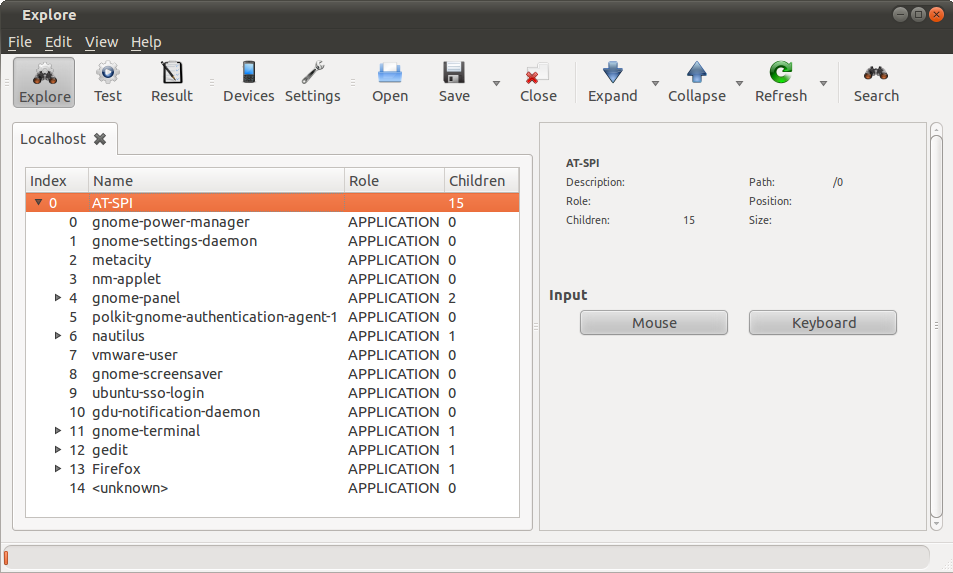 Explore
File Edit View Help
Explore Test Result Devices Settings Open Save Close Expand Collapse Refresh Search
Localhost
Index Name Role Children
0 AT-SPI 15
0 gnome-power-manager APPLICATION 0
1 gnome-settings-daemon APPLICATION 0
2 metacity APPLICATION 0
3 nm-applet APPLICATION 0
4 gnome-panel APPLICATION 2
5 polkit-gnome-authentication-agent-1 APPLICATION 0
6 nautilus APPLICATION 1
7 vmware-user APPLICATION 0
8 gnome-screensaver APPLICATION 0
9 ubuntu-sso-login APPLICATION 0
10 gdu-notification-daemon APPLICATION 0
11 gnome-terminal APPLICATION 1
12 gedit APPLICATION 1
13 Firefox APPLICATION 1
14 <unknown> APPLICATION 0
AT-SPI
Description: Path: /0
Role: Position:
Children: 15 Size:
Input
Mouse Keyboard